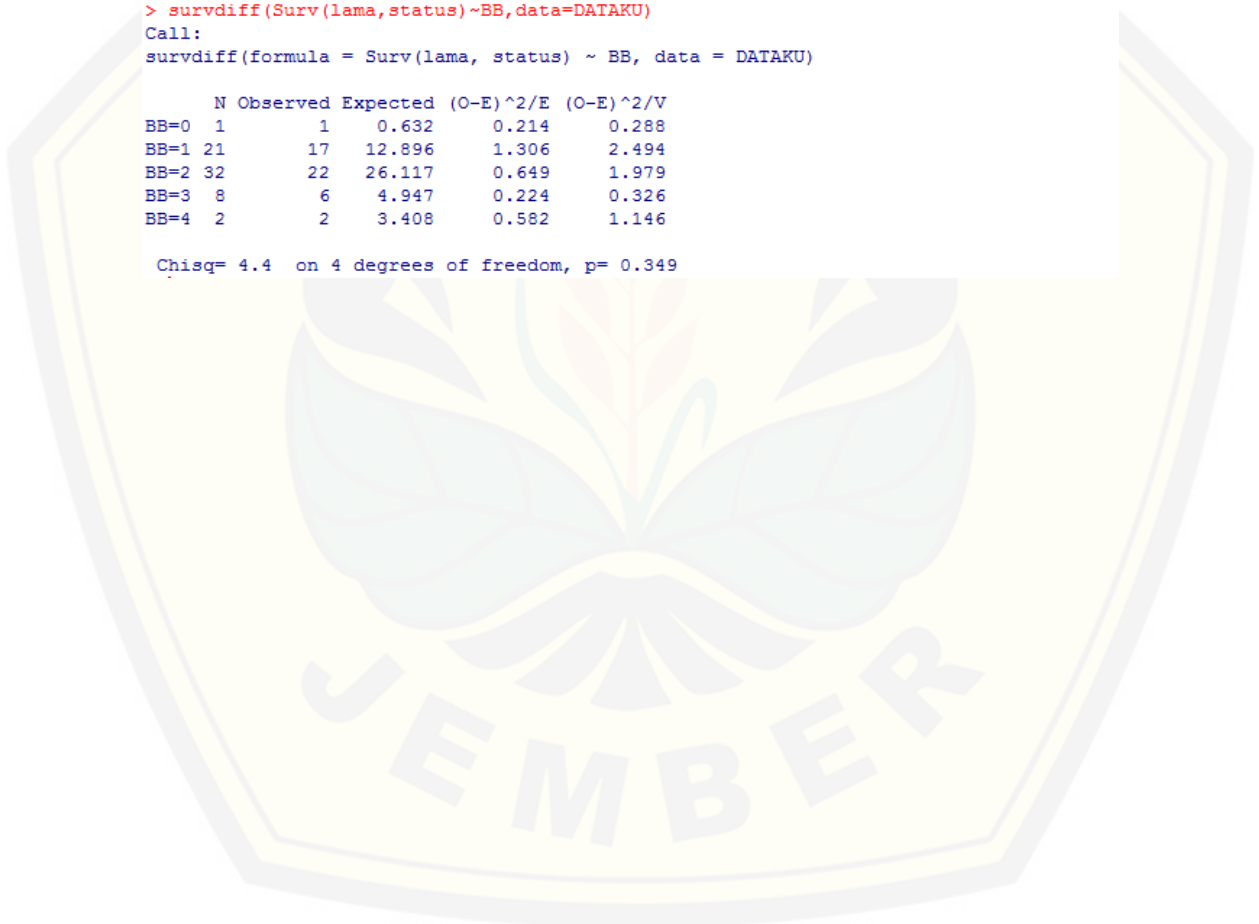 > survdiff(Surv(lama,status)~BB,data=DATAKU)
Call:
survdiff(formula = Surv(lama, status) ~ BB, data = DATAKU)
N Observed Expected (O-E)^2/E (O-E)^2/V
BB=0 1 1 0.632 0.214 0.288
BB=1 21 17 12.896 1.306 2.494
BB=2 32 22 26.117 0.649 1.979
BB=3 8 6 4.947 0.224 0.326
BB=4 2 2 3.408 0.582 1.146
Chisq= 4.4 on 4 degrees of freedom, p= 0.349
JEMBER